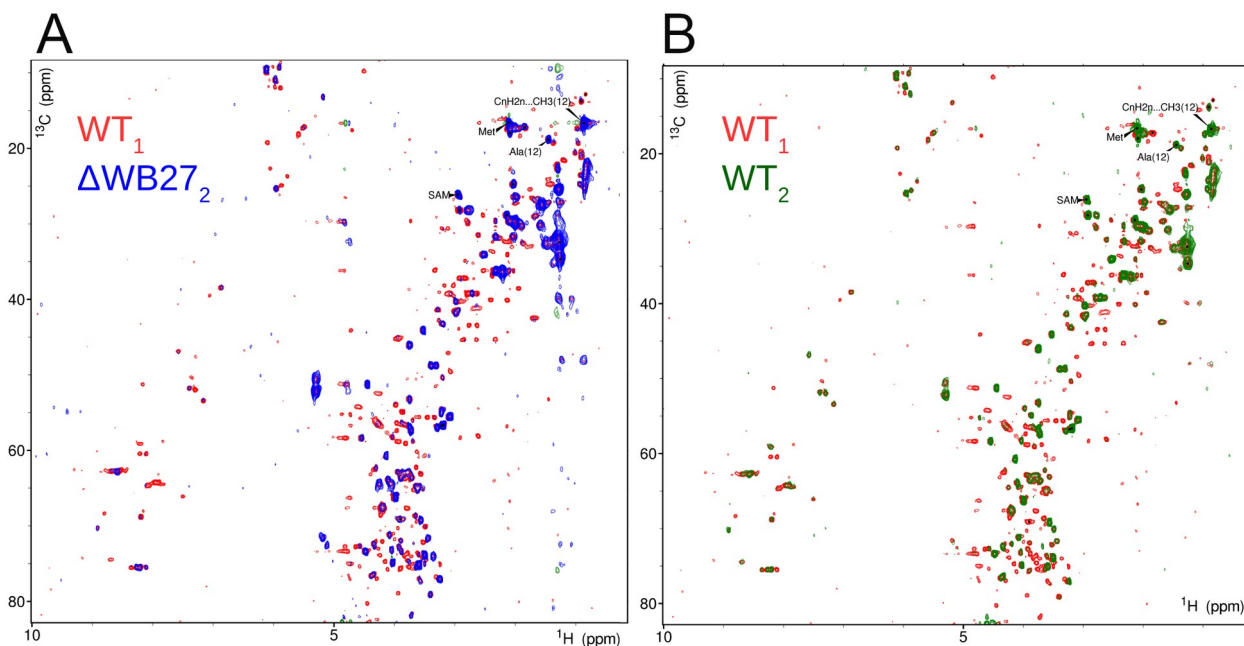 A
¹³C (ppm)
WT₁
ΔWB27₂
CnH2n...CH3(12)
Met
Ala(12)
SAM
20
40
60
80
10
5
¹H (ppm)
B
¹³C (ppm)
WT₁
WT₂
CnH2n...CH3(12)
Met
Ala(12)
SAM
20
40
60
80
10
5
¹H (ppm)